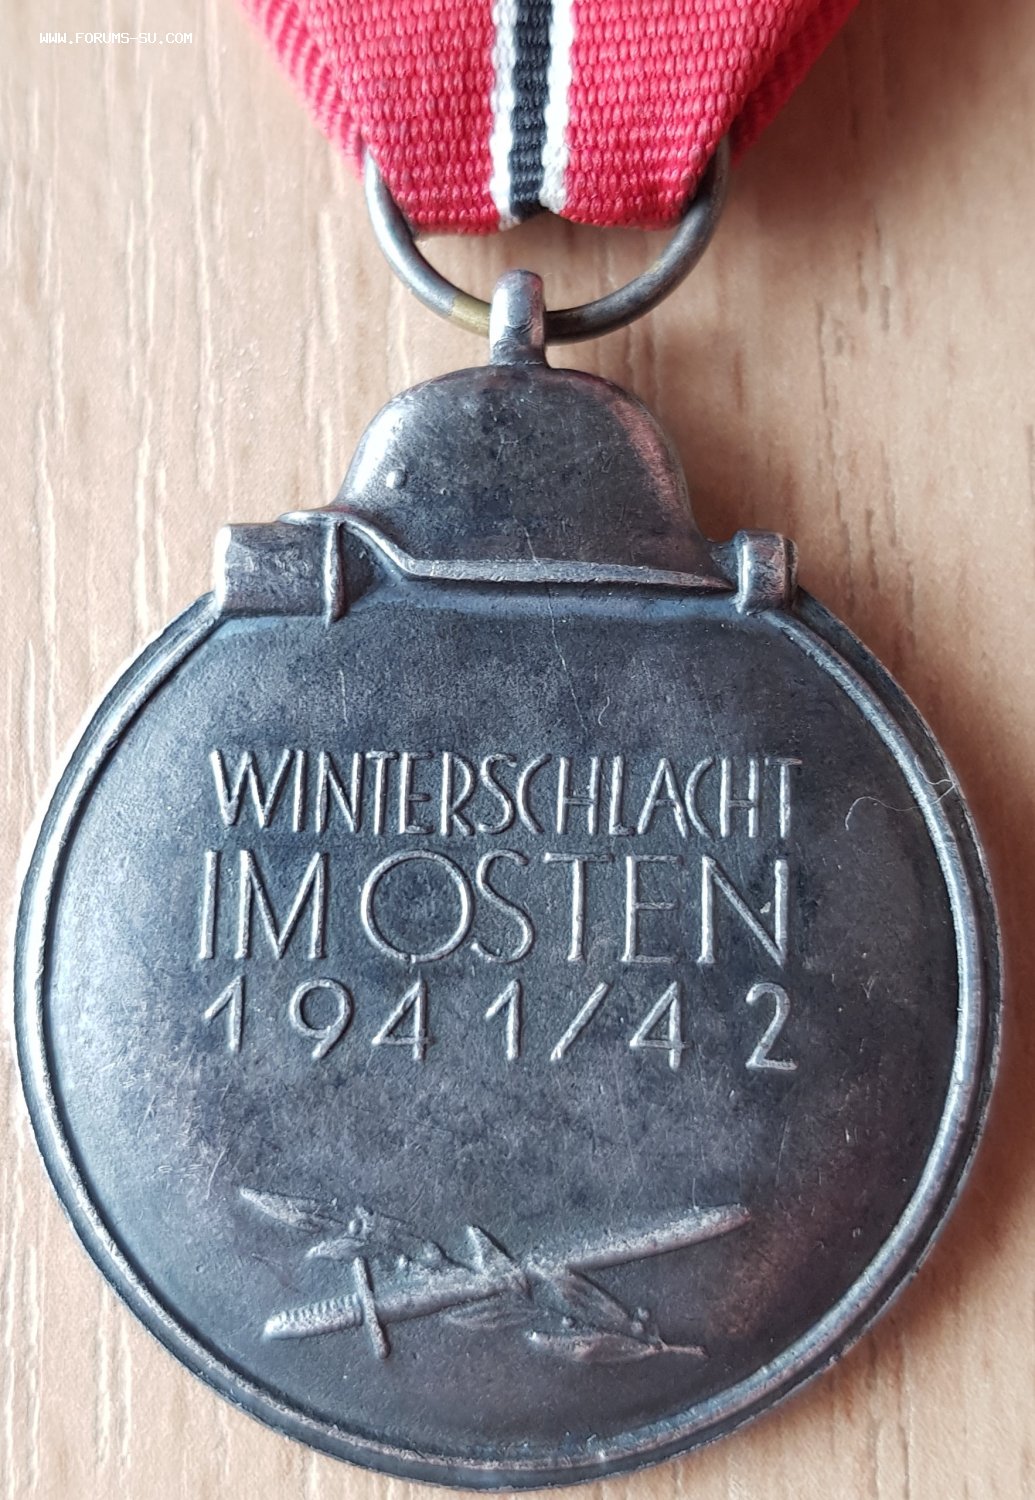 WWW.FORUMS-SU.COM
WINTERSCHLACHT
IM OSTEN
1941/42